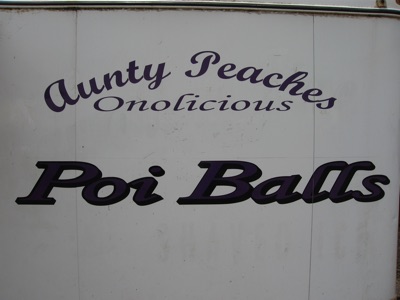 Aunty Peaches
Onolicious
Poi Balls